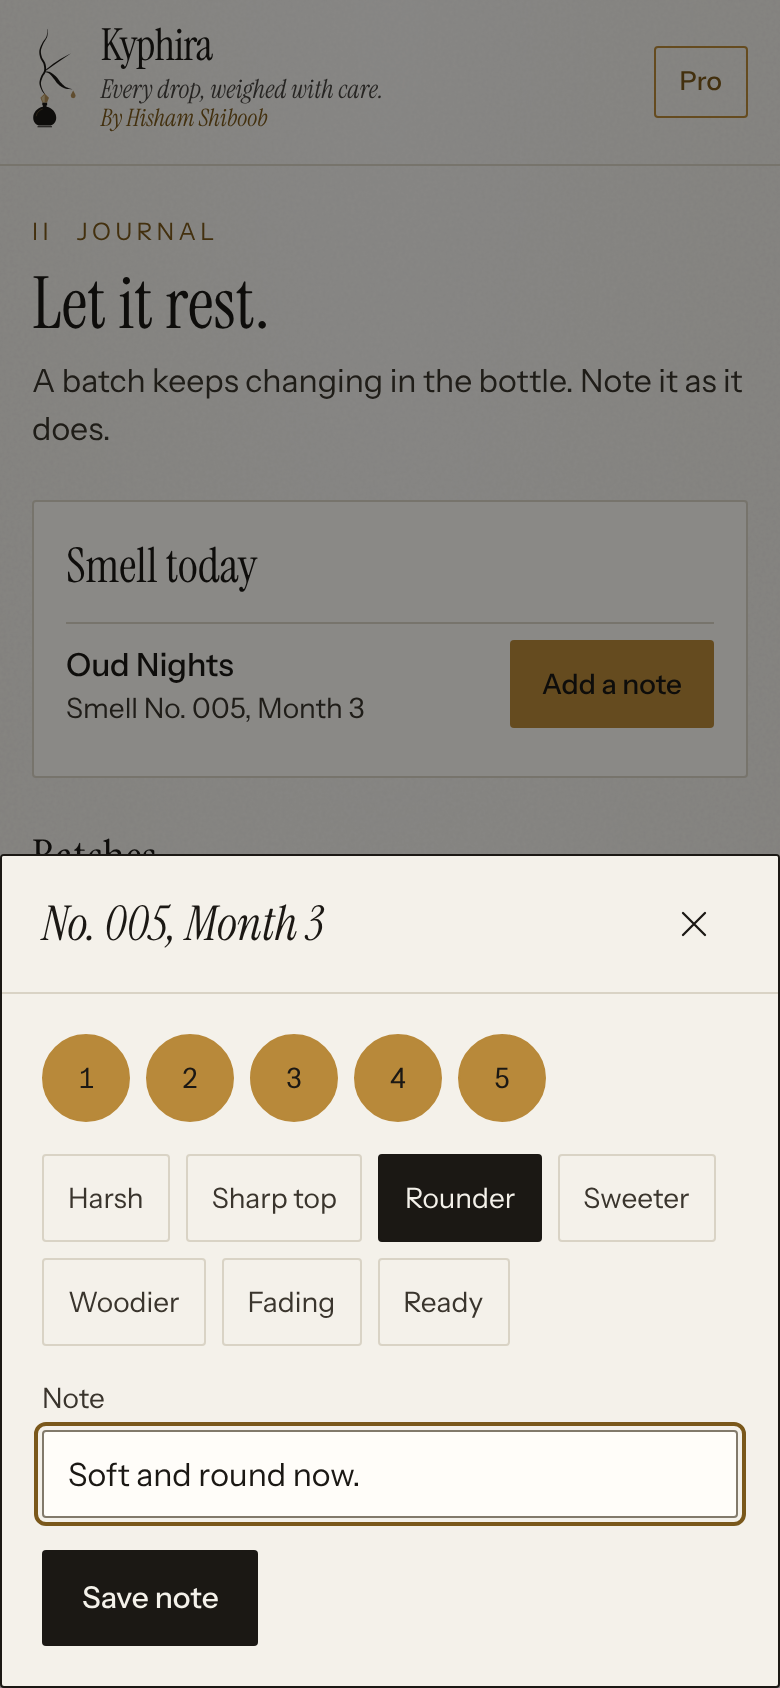 Kyphira
Every drop, weighed with care.
By Hisham Shiboob
Pro
II JOURNAL
Let it rest.
A batch keeps changing in the bottle. Note it as it
does.
Smell today
Oud Nights
Smell No. 005, Month 3
Add a note
Batches
No. 005, Month 3
1 2 3 4 5
Harsh Sharp top Rounder Sweeter
Woodier Fading Ready
Note
Soft and round now.
Save note